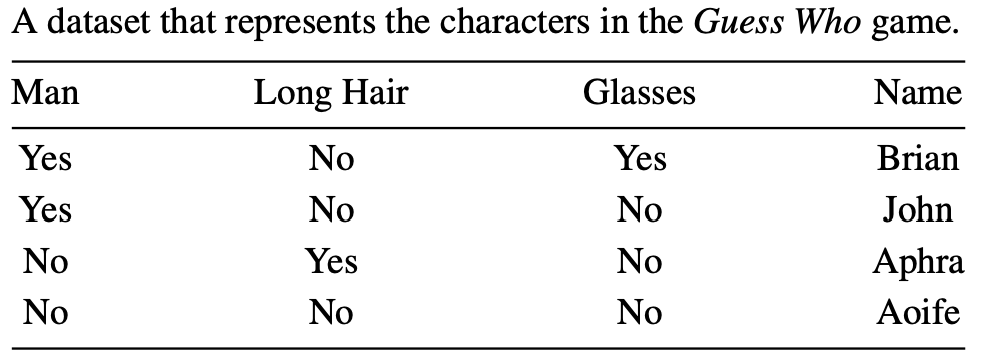 A dataset that represents the characters in the Guess Who game.
Man Long Hair Glasses Name
Yes No Yes Brian
Yes No No John
No Yes No Aphra
No No No Aoife